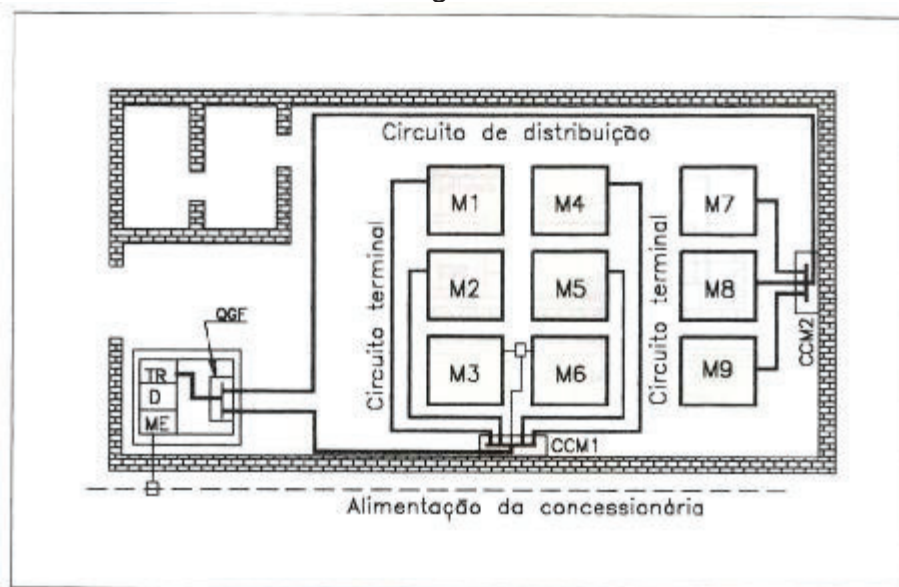 Circuito de distribuição
M1
M4
M7
Circuito terminal
M2
M5
Circuito terminal
M8
CCM2
QGF
M3
M6
M9
TR
D
ME
CCM1
Alimentação da concessionária